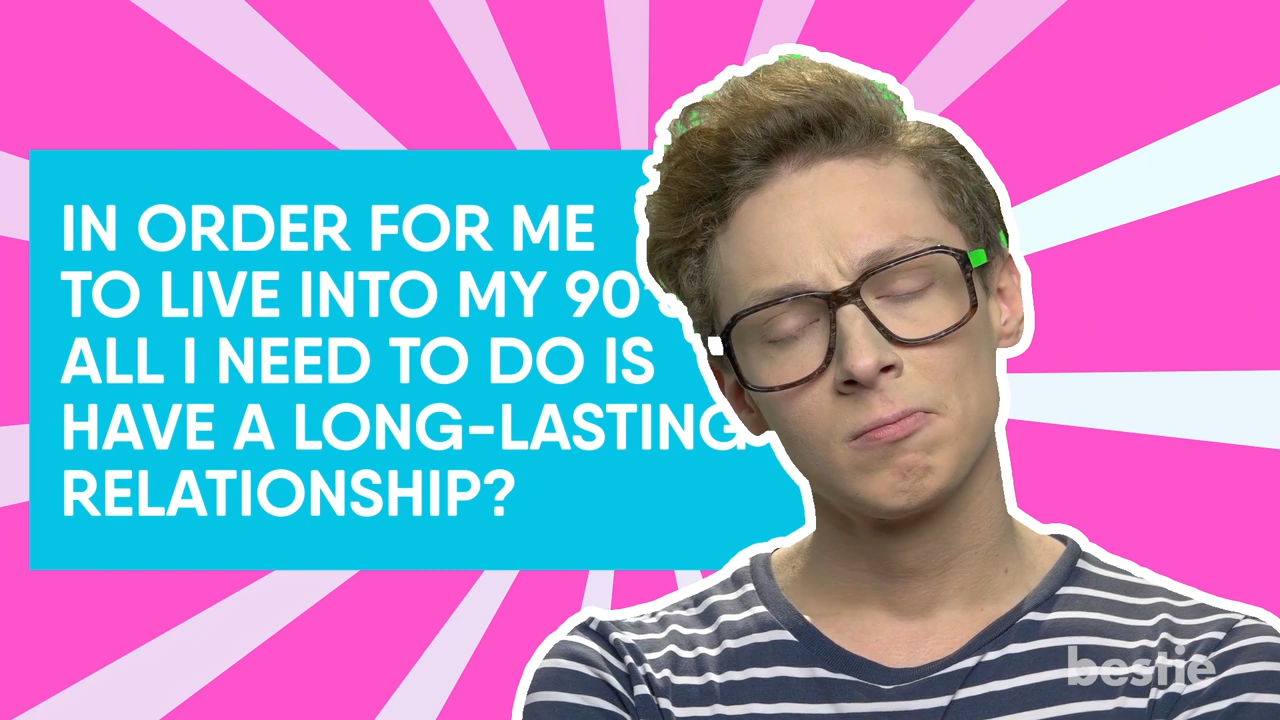 IN ORDER FOR ME
TO LIVE INTO MY 90'S
ALL I NEED TO DO IS
HAVE A LONG-LASTING
RELATIONSHIP?
bestie